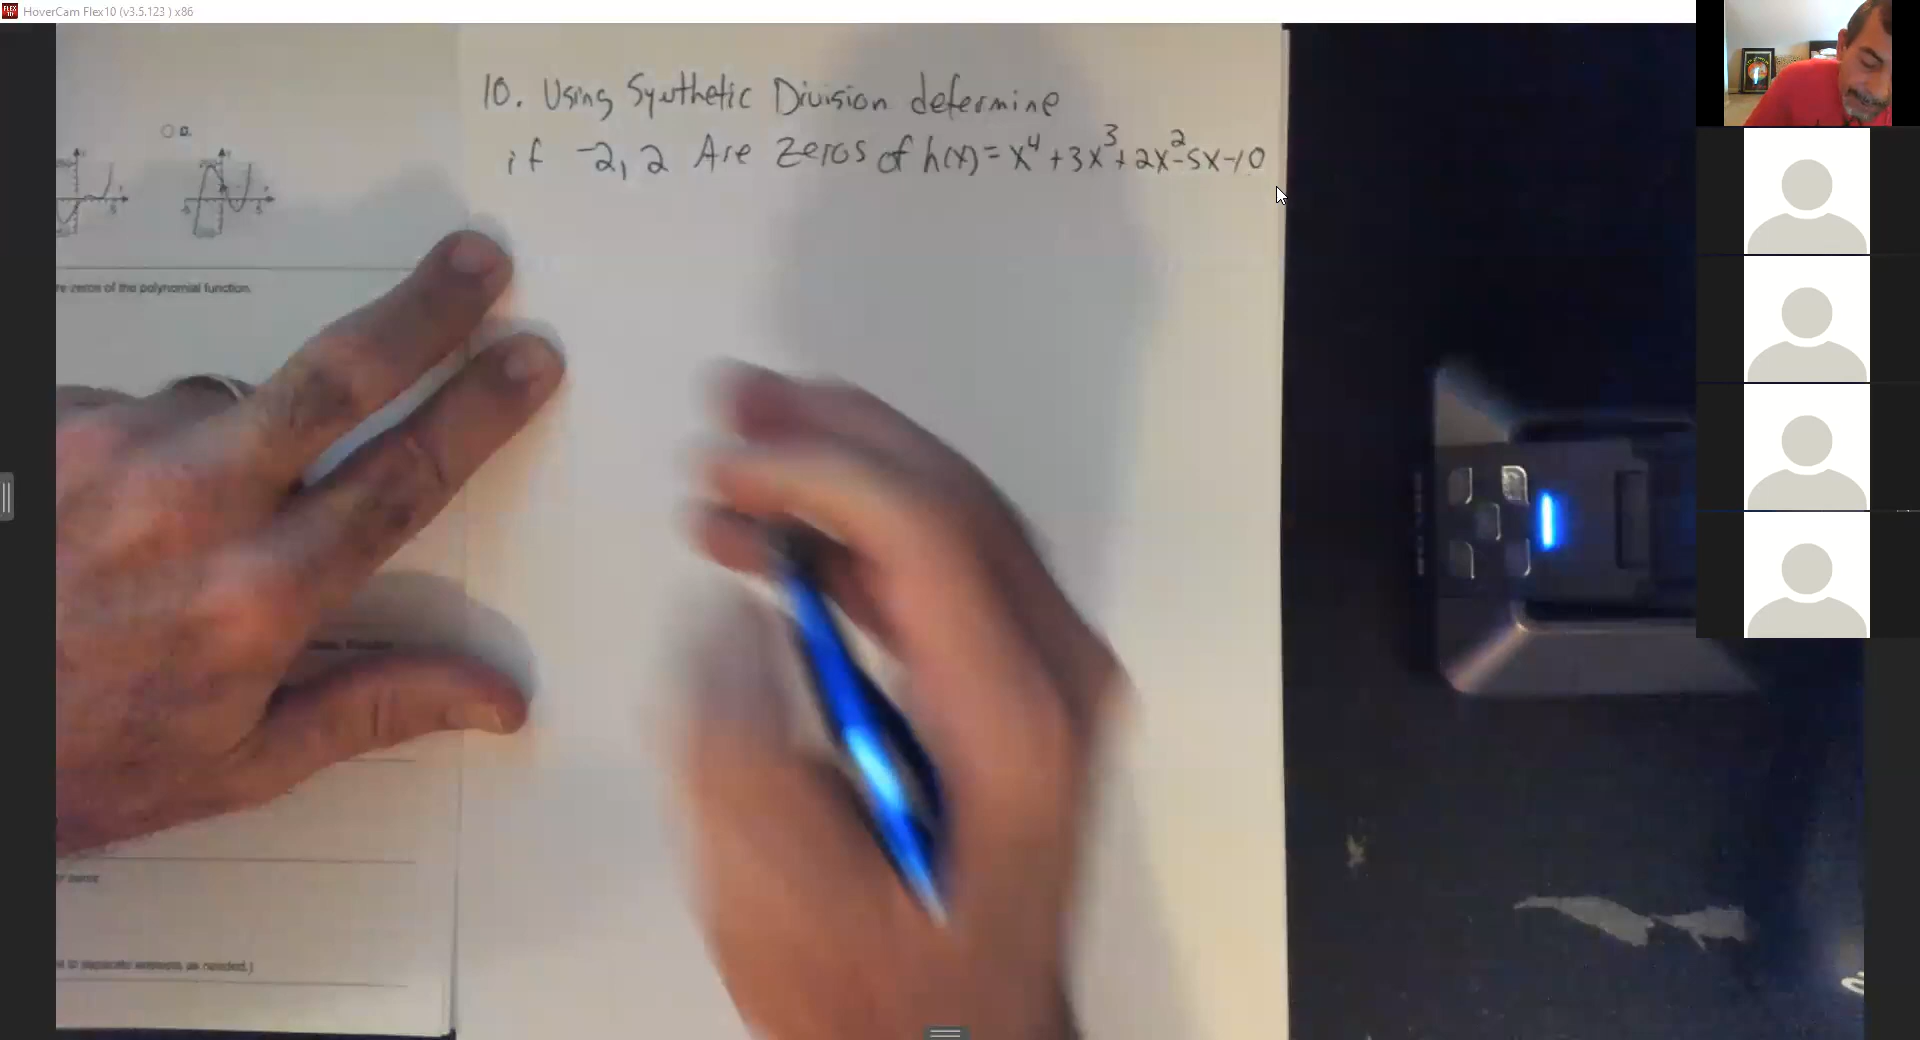 HoverCam Flex10 (v3.5.123 ) x86
10. Using Synthetic Division determine
if -2, 2 Are Zeros of h(x) = x⁴ + 3x³ + 2x² - 5x - 10
D.
re zeros of the polynomial function.